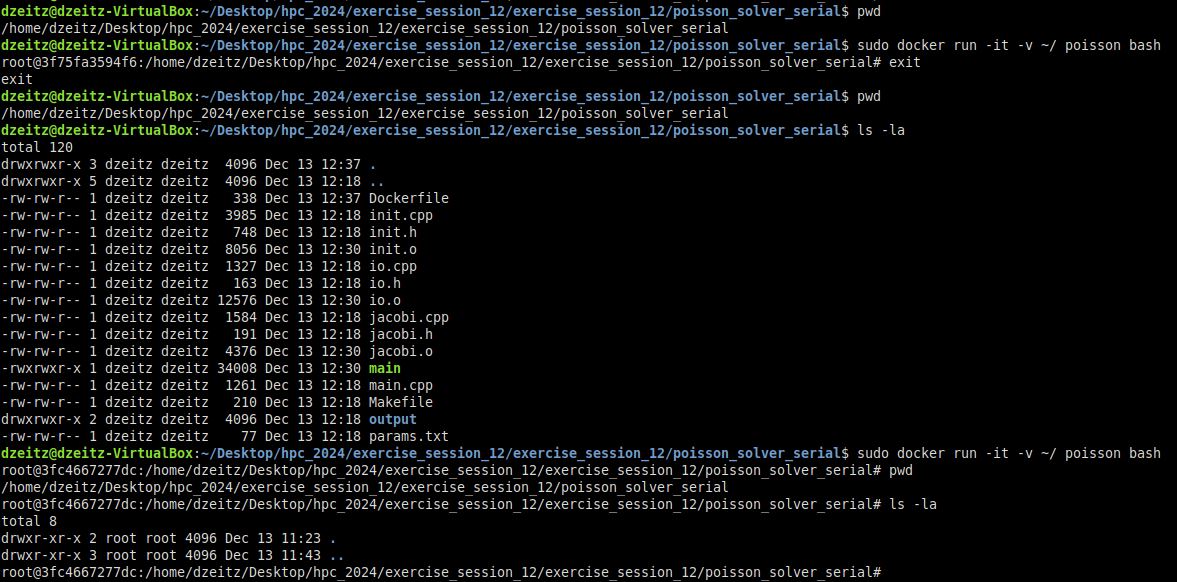 dzeitz@dzeitz-VirtualBox:~/Desktop/hpc_2024/exercise_session_12/exercise_session_12/poisson_solver_serial$ pwd
/home/dzeitz/Desktop/hpc_2024/exercise_session_12/exercise_session_12/poisson_solver_serial
dzeitz@dzeitz-VirtualBox:~/Desktop/hpc_2024/exercise_session_12/exercise_session_12/poisson_solver_serial$ sudo docker run -it -v ~/ poisson bash
root@3f75fa3594f6:/home/dzeitz/Desktop/hpc_2024/exercise_session_12/exercise_session_12/poisson_solver_serial# exit
exit
dzeitz@dzeitz-VirtualBox:~/Desktop/hpc_2024/exercise_session_12/exercise_session_12/poisson_solver_serial$ pwd
/home/dzeitz/Desktop/hpc_2024/exercise_session_12/exercise_session_12/poisson_solver_serial
dzeitz@dzeitz-VirtualBox:~/Desktop/hpc_2024/exercise_session_12/exercise_session_12/poisson_solver_serial$ ls -la
total 120
drwxrwxr-x 3 dzeitz dzeitz  4096 Dec 13 12:37 .
drwxrwxr-x 5 dzeitz dzeitz  4096 Dec 13 12:18 ..
-rw-rw-r-- 1 dzeitz dzeitz   338 Dec 13 12:37 Dockerfile
-rw-rw-r-- 1 dzeitz dzeitz  3985 Dec 13 12:18 init.cpp
-rw-rw-r-- 1 dzeitz dzeitz   748 Dec 13 12:18 init.h
-rw-rw-r-- 1 dzeitz dzeitz  8056 Dec 13 12:30 init.o
-rw-rw-r-- 1 dzeitz dzeitz  1327 Dec 13 12:18 io.cpp
-rw-rw-r-- 1 dzeitz dzeitz   163 Dec 13 12:18 io.h
-rw-rw-r-- 1 dzeitz dzeitz 12576 Dec 13 12:30 io.o
-rw-rw-r-- 1 dzeitz dzeitz  1584 Dec 13 12:18 jacobi.cpp
-rw-rw-r-- 1 dzeitz dzeitz   191 Dec 13 12:18 jacobi.h
-rw-rw-r-- 1 dzeitz dzeitz  4376 Dec 13 12:30 jacobi.o
-rwxrwxr-x 1 dzeitz dzeitz 34008 Dec 13 12:30 main
-rw-rw-r-- 1 dzeitz dzeitz  1261 Dec 13 12:18 main.cpp
-rw-rw-r-- 1 dzeitz dzeitz   210 Dec 13 12:18 Makefile
drwxrwxr-x 2 dzeitz dzeitz  4096 Dec 13 12:18 output
-rw-rw-r-- 1 dzeitz dzeitz    77 Dec 13 12:18 params.txt
dzeitz@dzeitz-VirtualBox:~/Desktop/hpc_2024/exercise_session_12/exercise_session_12/poisson_solver_serial$ sudo docker run -it -v ~/ poisson bash
root@3fc4667277dc:/home/dzeitz/Desktop/hpc_2024/exercise_session_12/exercise_session_12/poisson_solver_serial# pwd
/home/dzeitz/Desktop/hpc_2024/exercise_session_12/exercise_session_12/poisson_solver_serial
root@3fc4667277dc:/home/dzeitz/Desktop/hpc_2024/exercise_session_12/exercise_session_12/poisson_solver_serial# ls -la
total 8
drwxr-xr-x 2 root root 4096 Dec 13 11:23 .
drwxr-xr-x 3 root root 4096 Dec 13 11:43 ..
root@3fc4667277dc:/home/dzeitz/Desktop/hpc_2024/exercise_session_12/exercise_session_12/poisson_solver_serial#